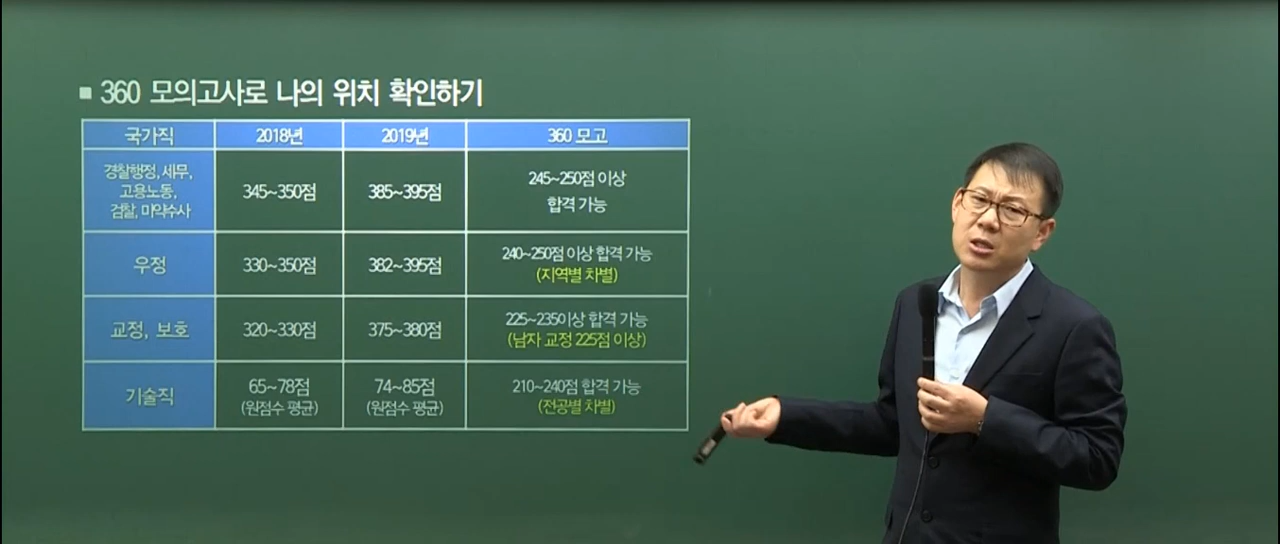 ■ 360 모의고사로 나의 위치 확인하기
국가직 2018년 2019년 360 모고
경찰행정, 세무,
고용노동,
검찰, 마약수사
345~350점 385~395점
245~250점 이상
합격 가능
우정 330~350점 382~395점
240~250점 이상 합격 가능
(지역별 차별)
교정, 보호 320~330점 375~380점
225~235이상 합격 가능
(남자 교정 225점 이상)
기술직
65~78점
(원점수 평균)
74~85점
(원점수 평균)
210~240점 합격 가능
(전공별 차별)